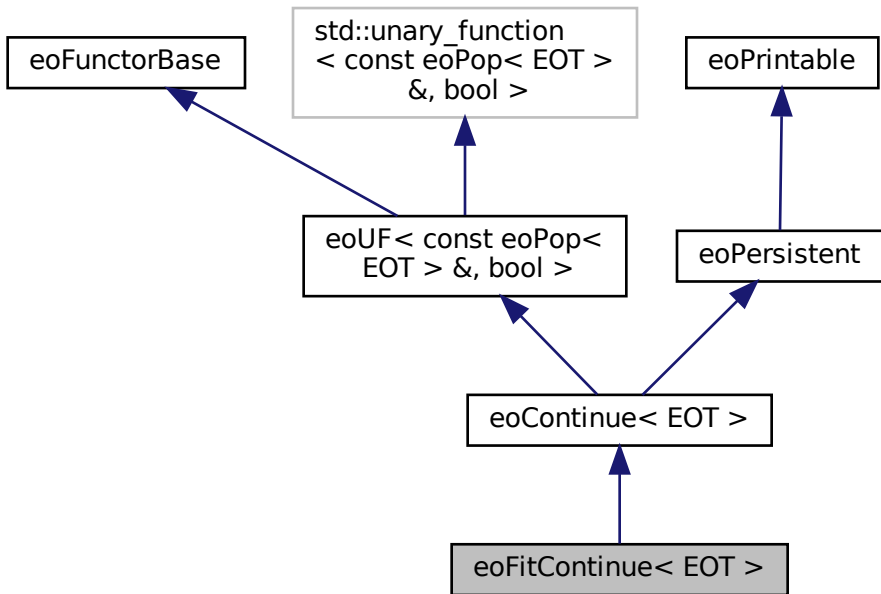 eoFunctorBase
std::unary_function
< const eoPop< EOT >
&, bool >
eoPrintable
eoUF< const eoPop<
EOT > &, bool >
eoPersistent
eoContinue< EOT >
eoFitContinue< EOT >